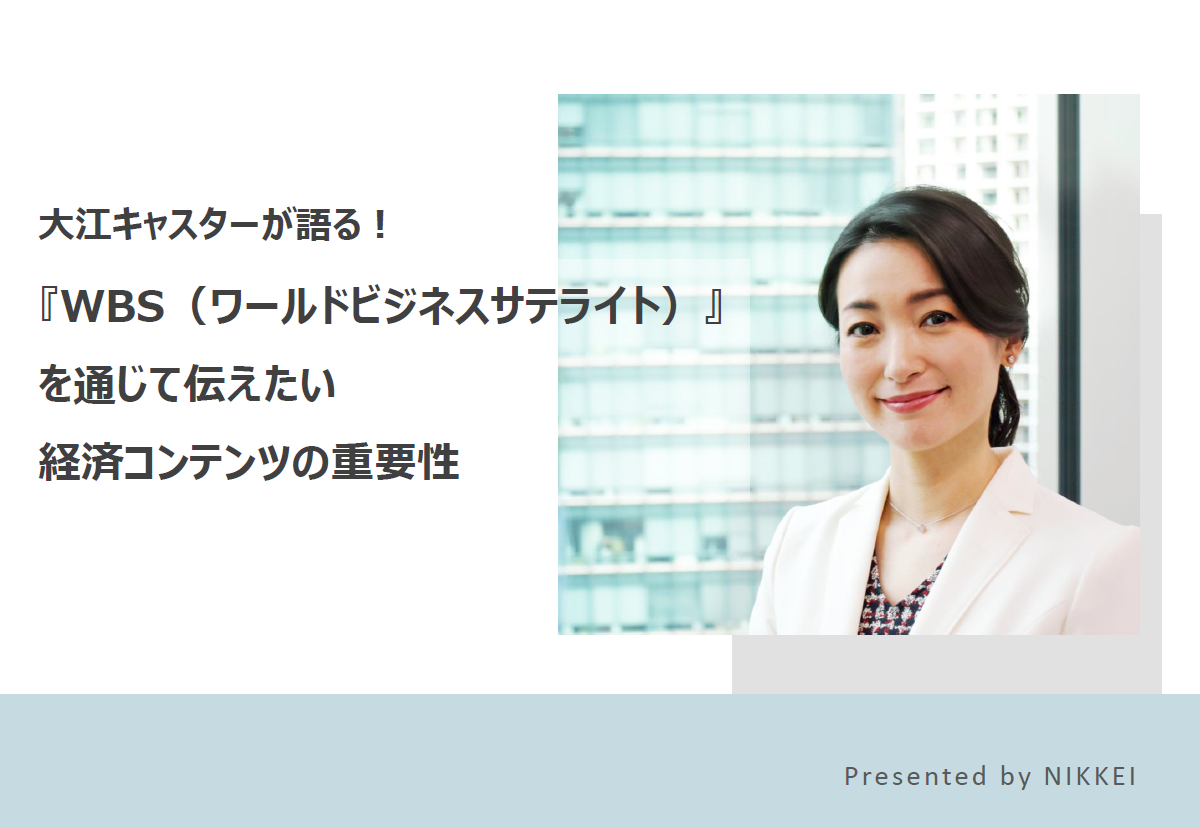 大江キャスターが語る！
『WBS（ワールドビジネスサテライト）』
を通じて伝えたい
経済コンテンツの重要性
Presented by NIKKEI